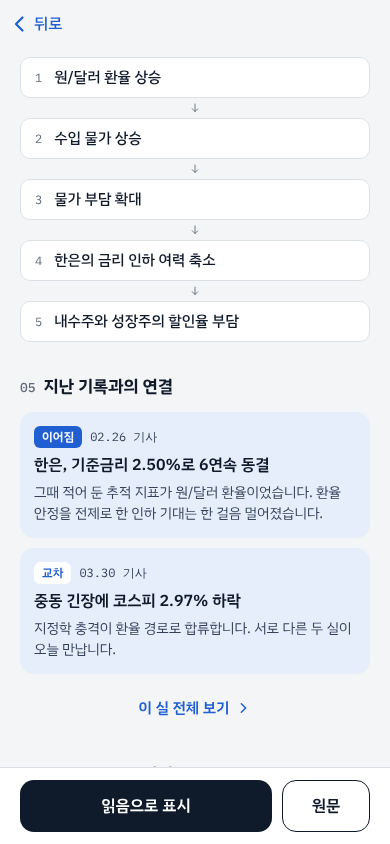 뒤로
1 원/달러 환율 상승
↓
2 수입 물가 상승
↓
3 물가 부담 확대
↓
4 한은의 금리 인하 여력 축소
↓
5 내수주와 성장주의 할인율 부담
05 지난 기록과의 연결
이어짐 02.26 기사
한은, 기준금리 2.50%로 6연속 동결
그때 적어 둔 추적 지표가 원/달러 환율이었습니다. 환율
안정을 전제로 한 인하 기대는 한 걸음 멀어졌습니다.
교차 03.30 기사
중동 긴장에 코스피 2.97% 하락
지정학 충격이 환율 경로로 합류합니다. 서로 다른 두 실이
오늘 만납니다.
이 실 전체 보기
읽음으로 표시
원문